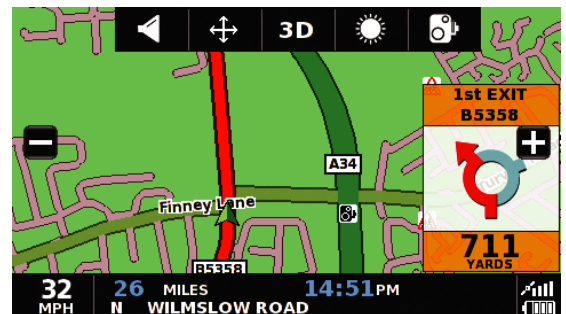 3D
1st EXIT
B5358
A34
Finney Lane
B5358
711
YARDS
32 26 MILES 14:51PM
MPH N WILMSLOW ROAD